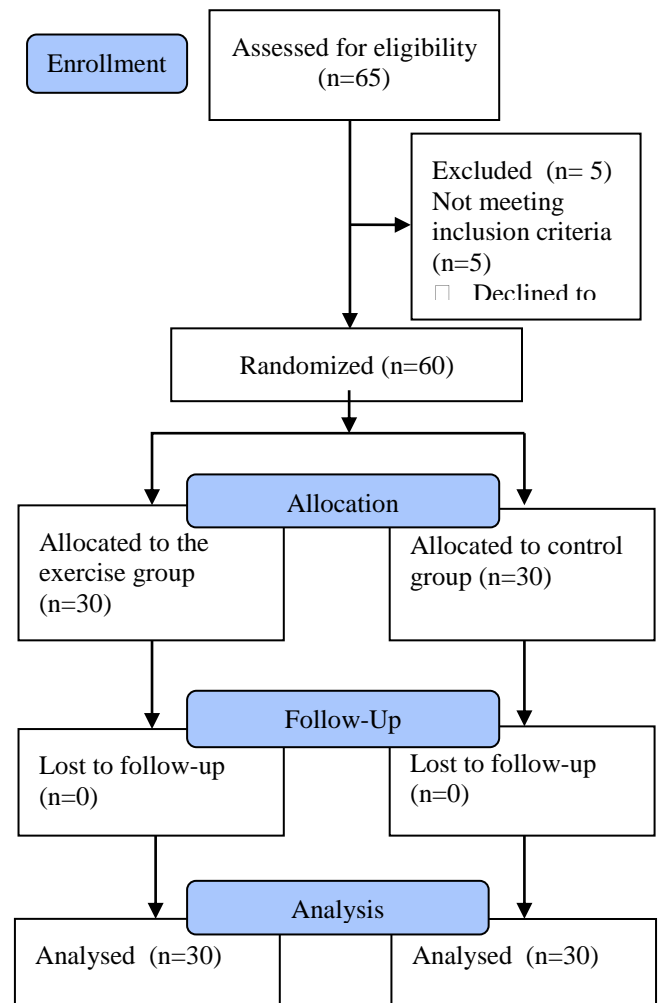 Enrollment
Assessed for eligibility
(n=65)
Excluded  (n= 5)
Not meeting
inclusion criteria
(n=5)
Declined to
Randomized (n=60)
Allocation
Allocated to the
exercise group
(n=30)
Allocated to control
group (n=30)
Follow-Up
Lost to follow-up
(n=0)
Lost to follow-up
(n=0)
Analysis
Analysed  (n=30)
Analysed  (n=30)